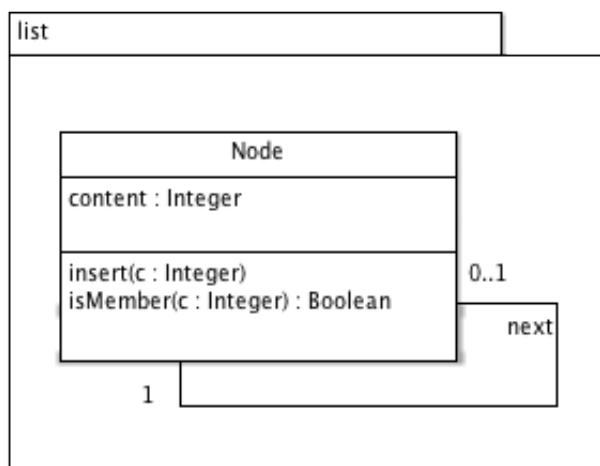 list
Node
content : Integer
insert(c : Integer)
0..1
isMember(c : Integer) : Boolean
next
1